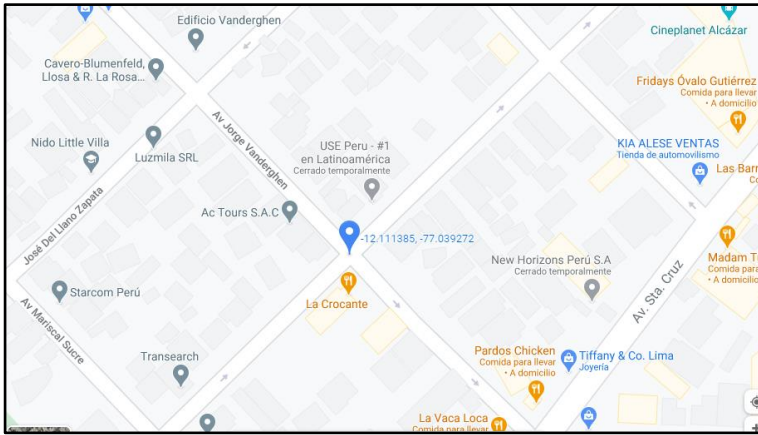 Edificio Vanderghen
Cineplanet Alcázar
Cavero-Blumenfeld,
Llosa & R. La Rosa...
Fridays Óvalo Gutiérrez
Comida para llevar
• A domicilio
Av Jorge Vanderghen
Nido Little Villa
Luzmila SRL
USE Peru - #1
en Latinoamérica
Cerrado temporalmente
KIA ALESE VENTAS
Tienda de automovilismo
Las Barr
José Del Llano Zapata
Ac Tours S.A.C
-12.111385, -77.039272
New Horizons Perú S.A
Cerrado temporalmente
Madam T
Comida para
• A domicilio
Av. Sta. Cruz
Starcom Perú
La Crocante
Av Mariscal Sucre
Transearch
Pardos Chicken
Comida para llevar
• A domicilio
Tiffany & Co. Lima
Joyería
La Vaca Loca
Comida para llevar